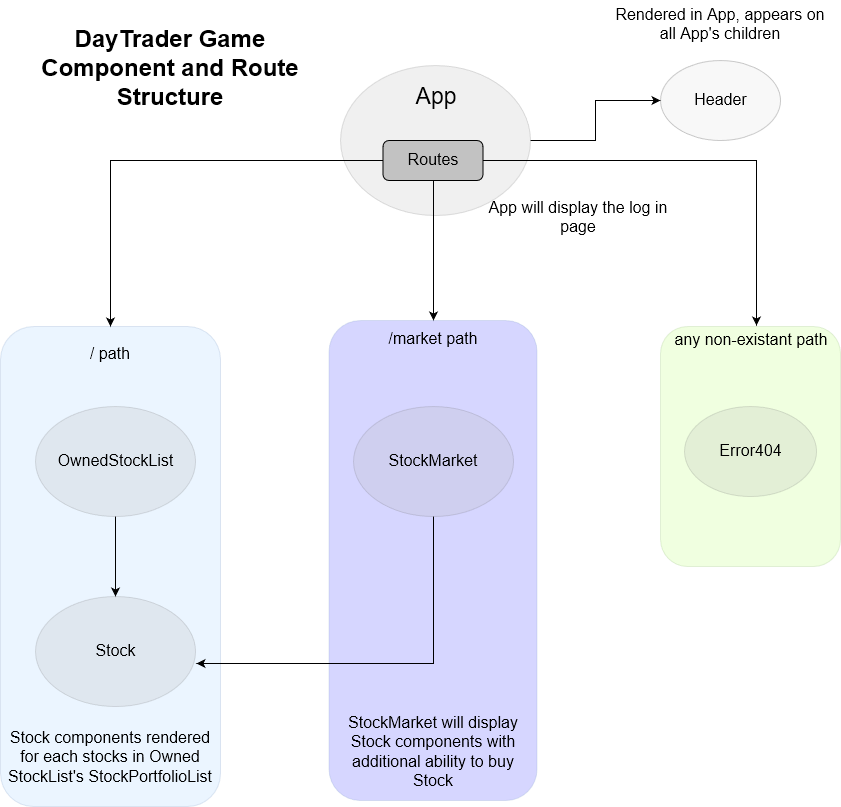 DayTrader Game
Component and Route
Structure
Rendered in App, appears on
all App's children
App
Header
Routes
App will display the log in
page
/ path
/market path
any non-existant path
OwnedStockList
StockMarket
Error404
Stock
Stock components rendered
for each stocks in Owned
StockList's StockPortfolioList
StockMarket will display
Stock components with
additional ability to buy
Stock